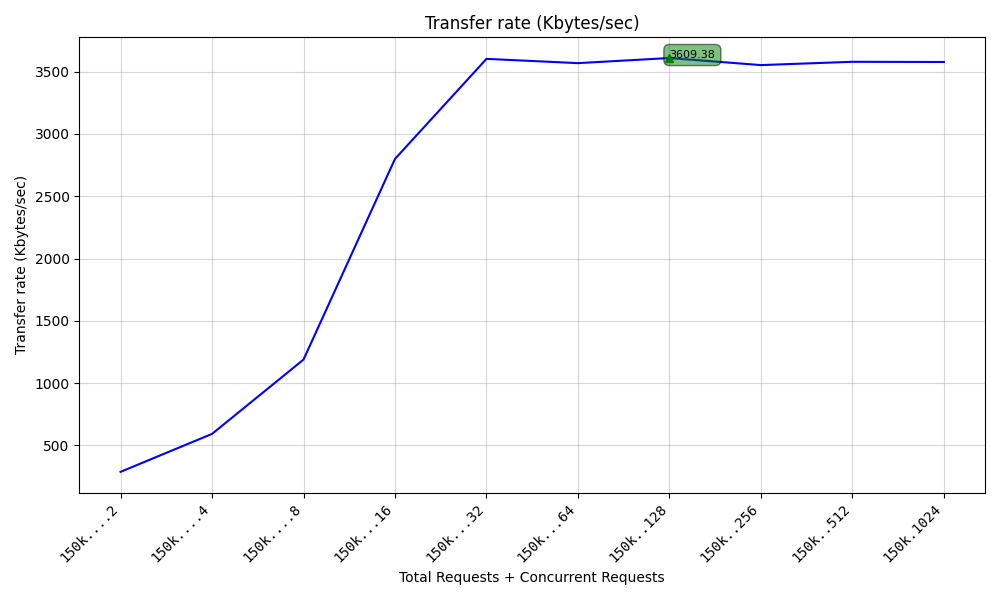 Transfer rate (Kbytes/sec)
3609.38
Transfer rate (Kbytes/sec)
3500
3000
2500
2000
1500
1000
500
150k....2
150k....4
150k....8
150k...16
150k...32
150k...64
150k..128
150k..256
150k..512
150k.1024
Total Requests + Concurrent Requests